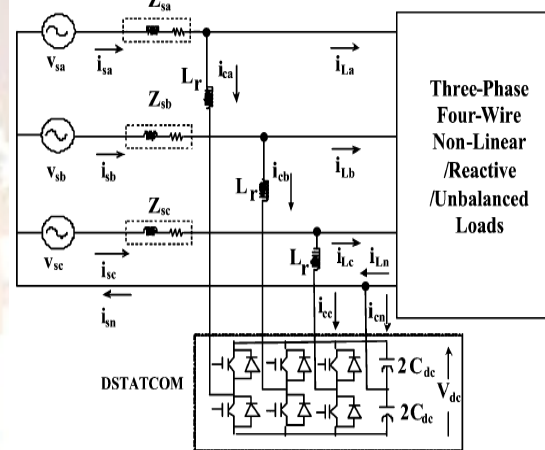 Z_sa
v_sa
i_sa
L_r
i_ca
i_La
Z_sb
v_sb
i_sb
L_r
i_cb
i_Lb
Z_sc
v_sc
i_sc
L_r
i_Lc
i_Ln
i_sn
i_cc
i_cn
Three-Phase
Four-Wire
Non-Linear
/Reactive
/Unbalanced
Loads
DSTATCOM
2C_dc
V_dc
2C_dc